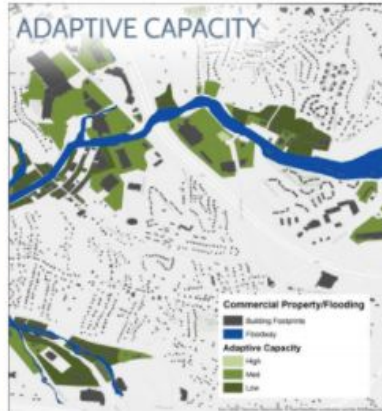 ADAPTIVE CAPACITY
Commercial Property/Flooding
Building Footprints
Floodway
Adaptive Capacity
High
Med
Low